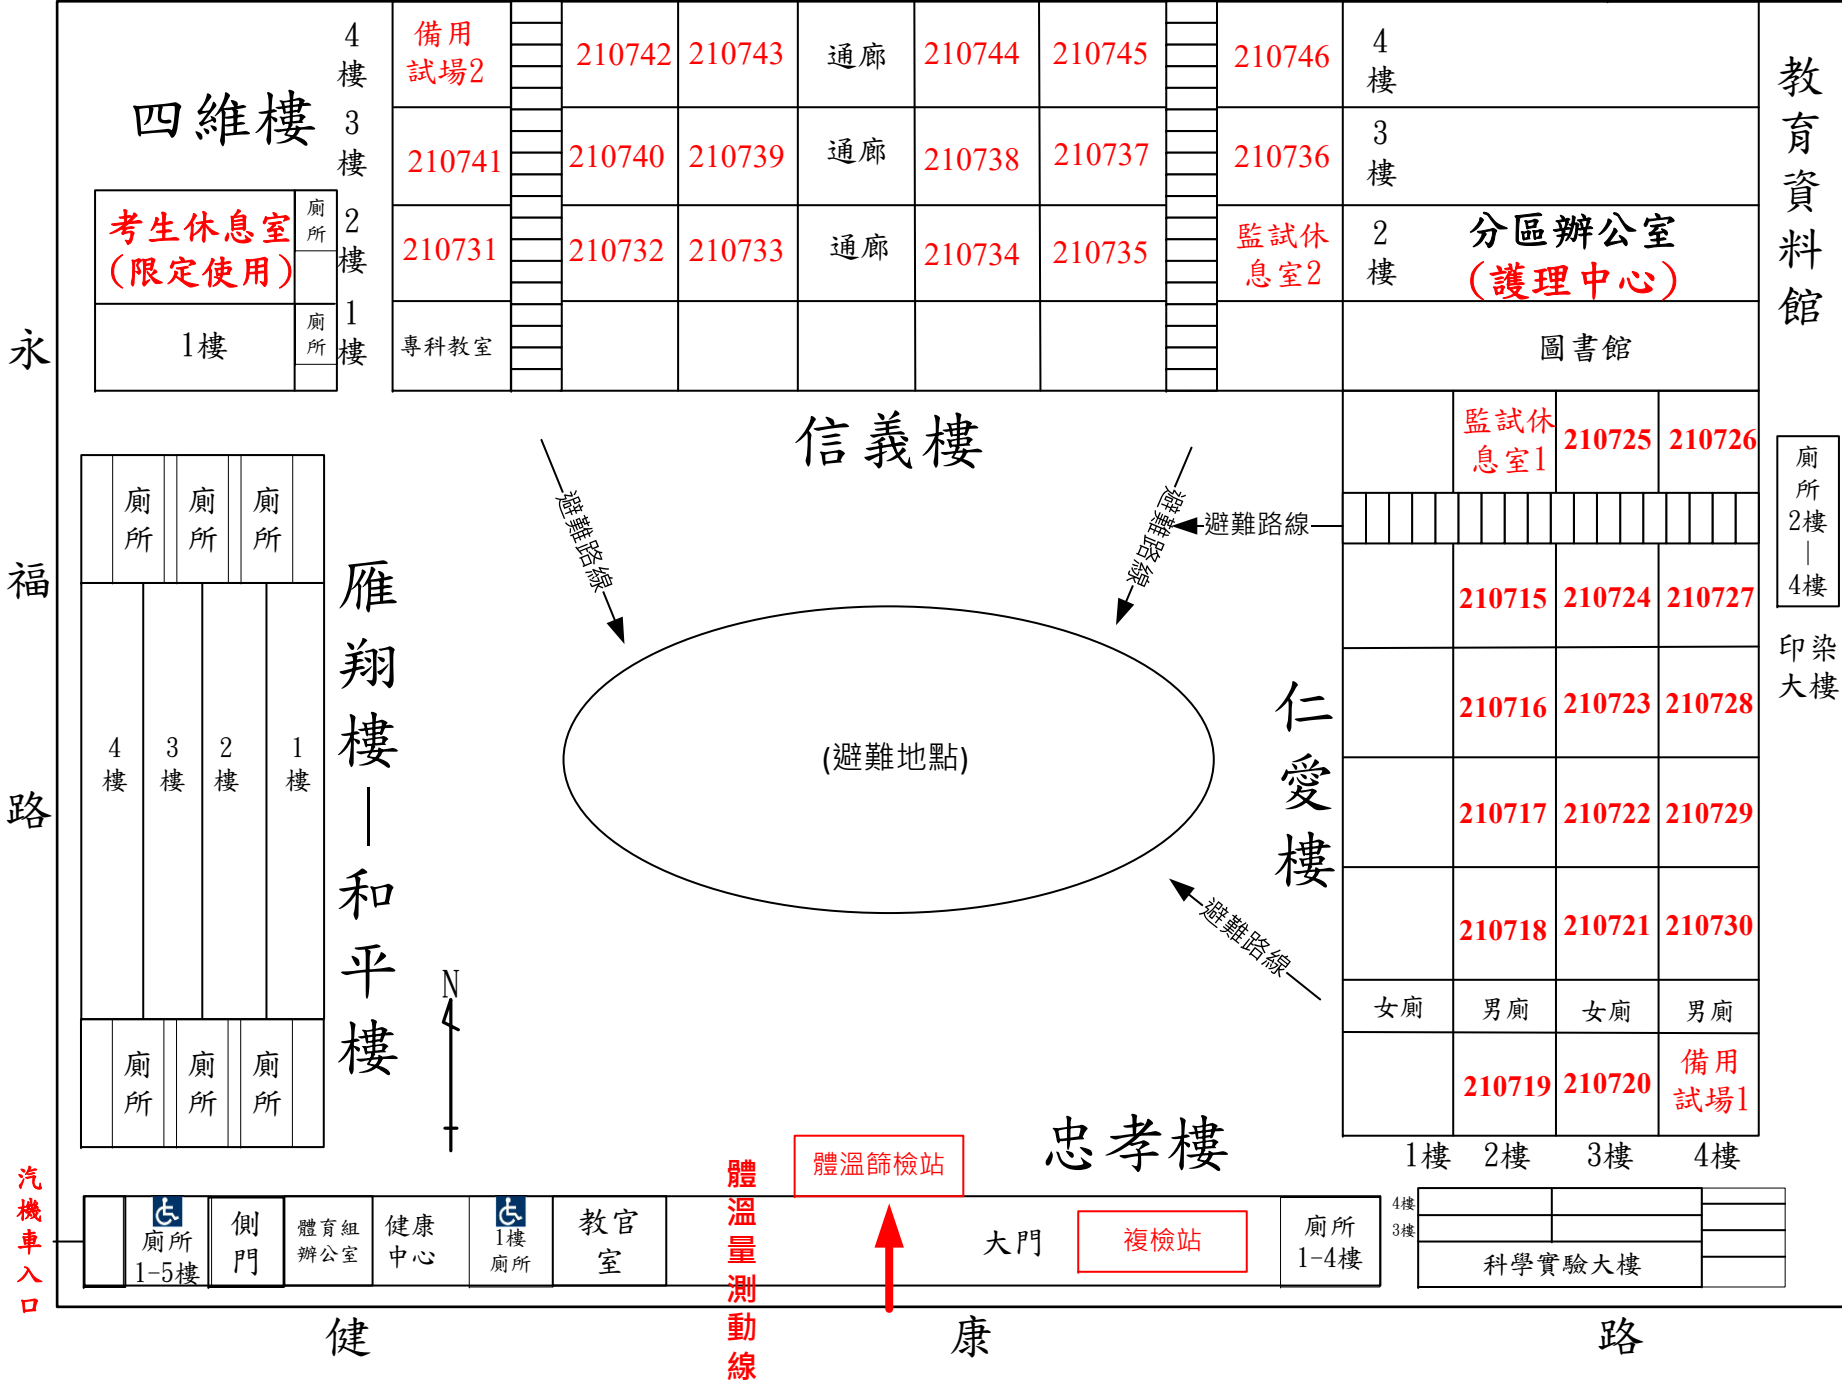 4
樓
備用
試場2
210742
210743
通廊
210744
210745
210746
4
樓
四維樓
3
樓
210741
210740
210739
通廊
210738
210737
210736
3
樓
考生休息室
(限定使用)
廁
所
2
樓
210731
210732
210733
通廊
210734
210735
監試休
息室2
2
樓
分區辦公室
(護理中心)
1樓
廁
所
1
樓
專科教室
圖書館
教
育
資
料
館
永
福
路
信義樓
監試休
息室1
210725
210726
廁
所
2樓
|
4樓
印染
大樓
避難路線
避難路線
避難路線
廁
所
廁
所
廁
所
雁
翔
樓
|
和
平
樓
4
樓
3
樓
2
樓
1
樓
廁
所
廁
所
廁
所
(避難地點)
仁
愛
樓
210715
210724
210727
210716
210723
210728
210717
210722
210729
210718
210721
210730
避難路線
女廁
男廁
女廁
男廁
210719
210720
備用
試場1
1樓
2樓
3樓
4樓
N
忠孝樓
體溫篩檢站
體
溫
量
測
動
線
汽
機
車
入
口
廁所
1-5樓
側
門
體育組
辦公室
健康
中心
1樓
廁所
教官
室
大門
複檢站
廁所
1-4樓
4樓
3樓
科學實驗大樓
健
康
路